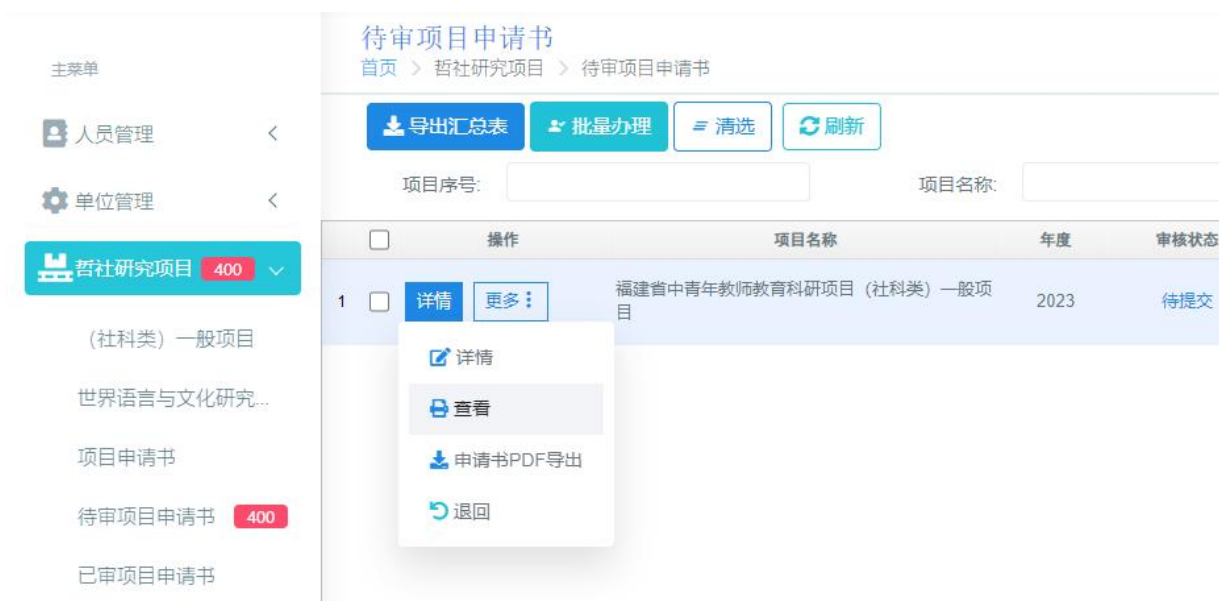 主菜单
人员管理
单位管理
哲社研究项目 400
（社科类）一般项目
世界语言与文化研究...
项目申请书
待审项目申请书 400
已审项目申请书
待审项目申请书
首页 > 哲社研究项目 > 待审项目申请书
导出汇总表 批量办理 清选 刷新
项目序号: 项目名称:
操作 项目名称 年度 审核状态
1 详情 更多 福建省中青年教师教育科研项目（社科类）一般项
目 2023 待提交
详情
查看
申请书PDF导出
退回